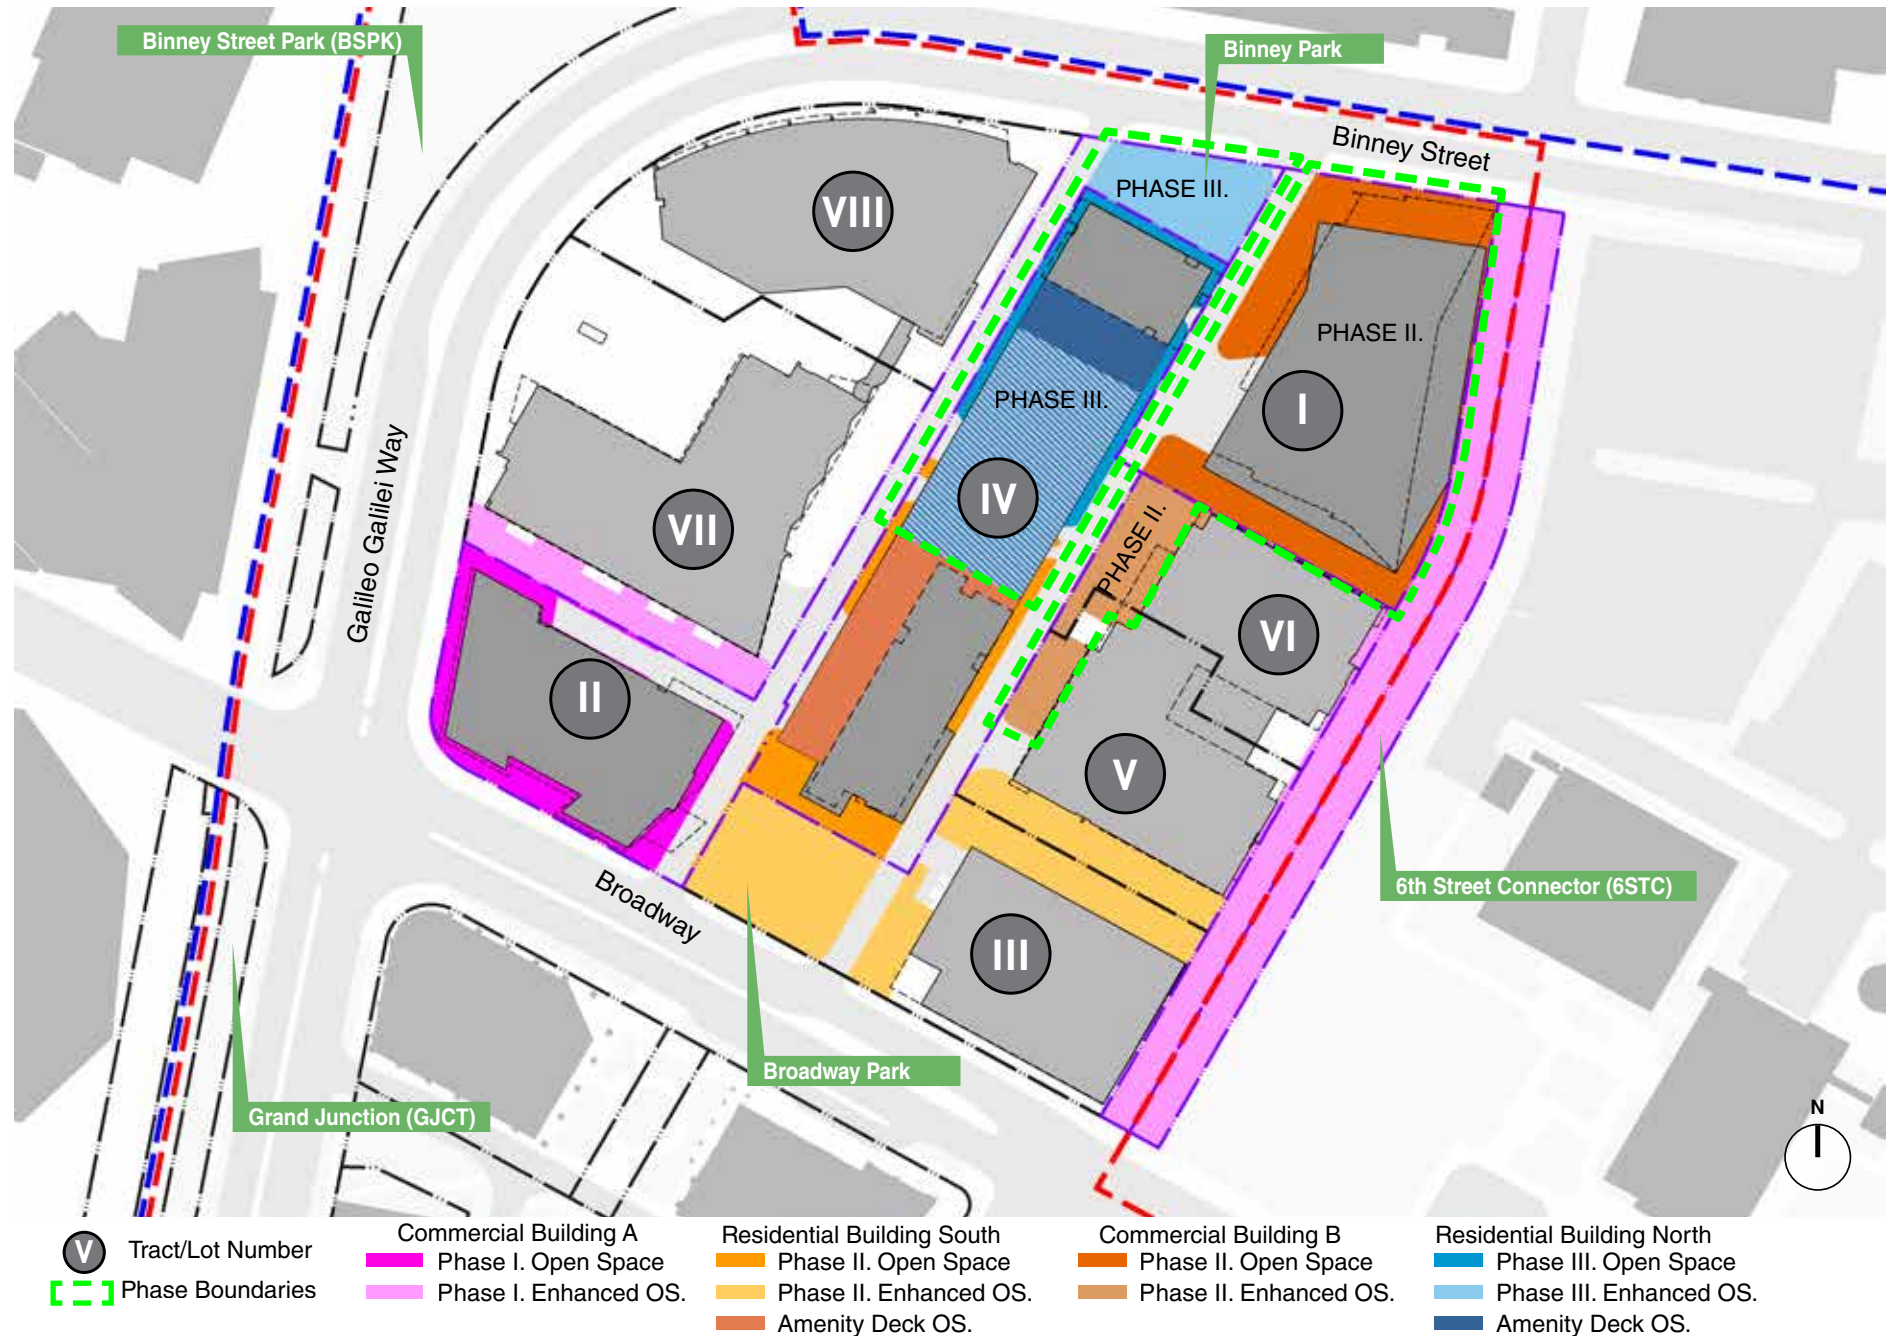 Binney Street Park (BSPK)
Binney Park
Binney Street
PHASE III.
VIII
PHASE II.
PHASE III.
I
IV
Galileo Galilei Way
VII
PHASE II.
VI
II
V
6th Street Connector (6STC)
Broadway
III
Broadway Park
Grand Junction (GJCT)
N
V Tract/Lot Number
Phase Boundaries
Commercial Building A
Phase I. Open Space
Phase I. Enhanced OS.
Residential Building South
Phase II. Open Space
Phase II. Enhanced OS.
Amenity Deck OS.
Commercial Building B
Phase II. Open Space
Phase II. Enhanced OS.
Residential Building North
Phase III. Open Space
Phase III. Enhanced OS.
Amenity Deck OS.